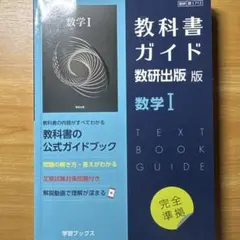 数学Ⅰ
教科書の内容がすべてわかる
教科書の
公式ガイドブック
問題の解き方・答えがわかる
定期試験対策問題付き
解説動画で理解が深まる
学習ブックス
教科書
ガイド
数研出版 版
数学Ⅰ
TEXT
BOOK
GUIDE
完全
準拠